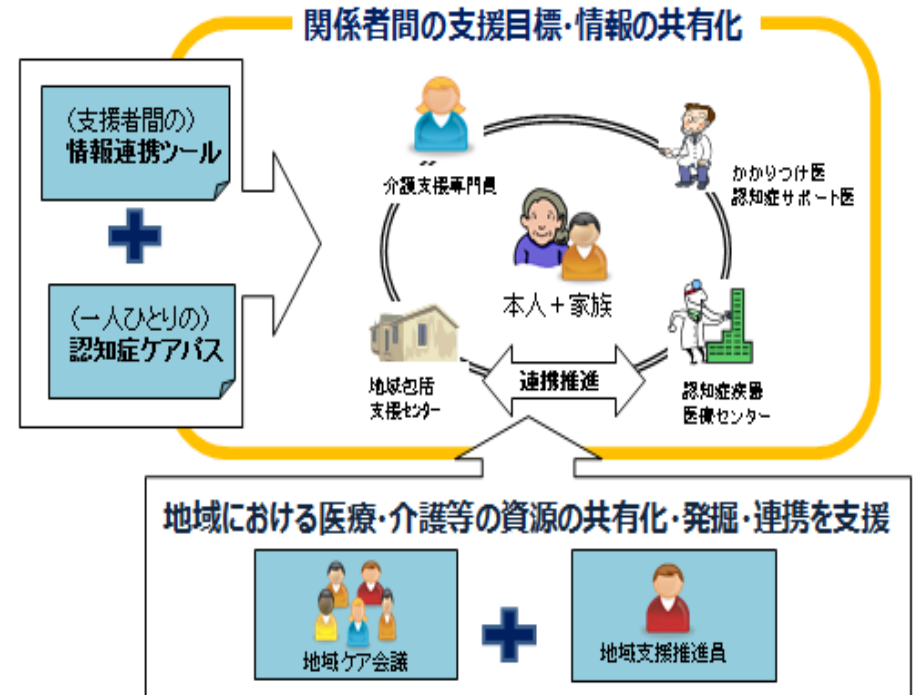 関係者間の支援目標・情報の共有化
(支援者間の)
情報連携ツール
(一人ひとりの)
認知症ケアパス
介護支援専門員
かかりつけ医
認知症サポート医
本人+家族
地域包括
支援センター
連携推進
認知症疾患
医療センター
地域における医療・介護等の資源の共有化・発掘・連携を支援
地域ケア会議
地域支援推進員